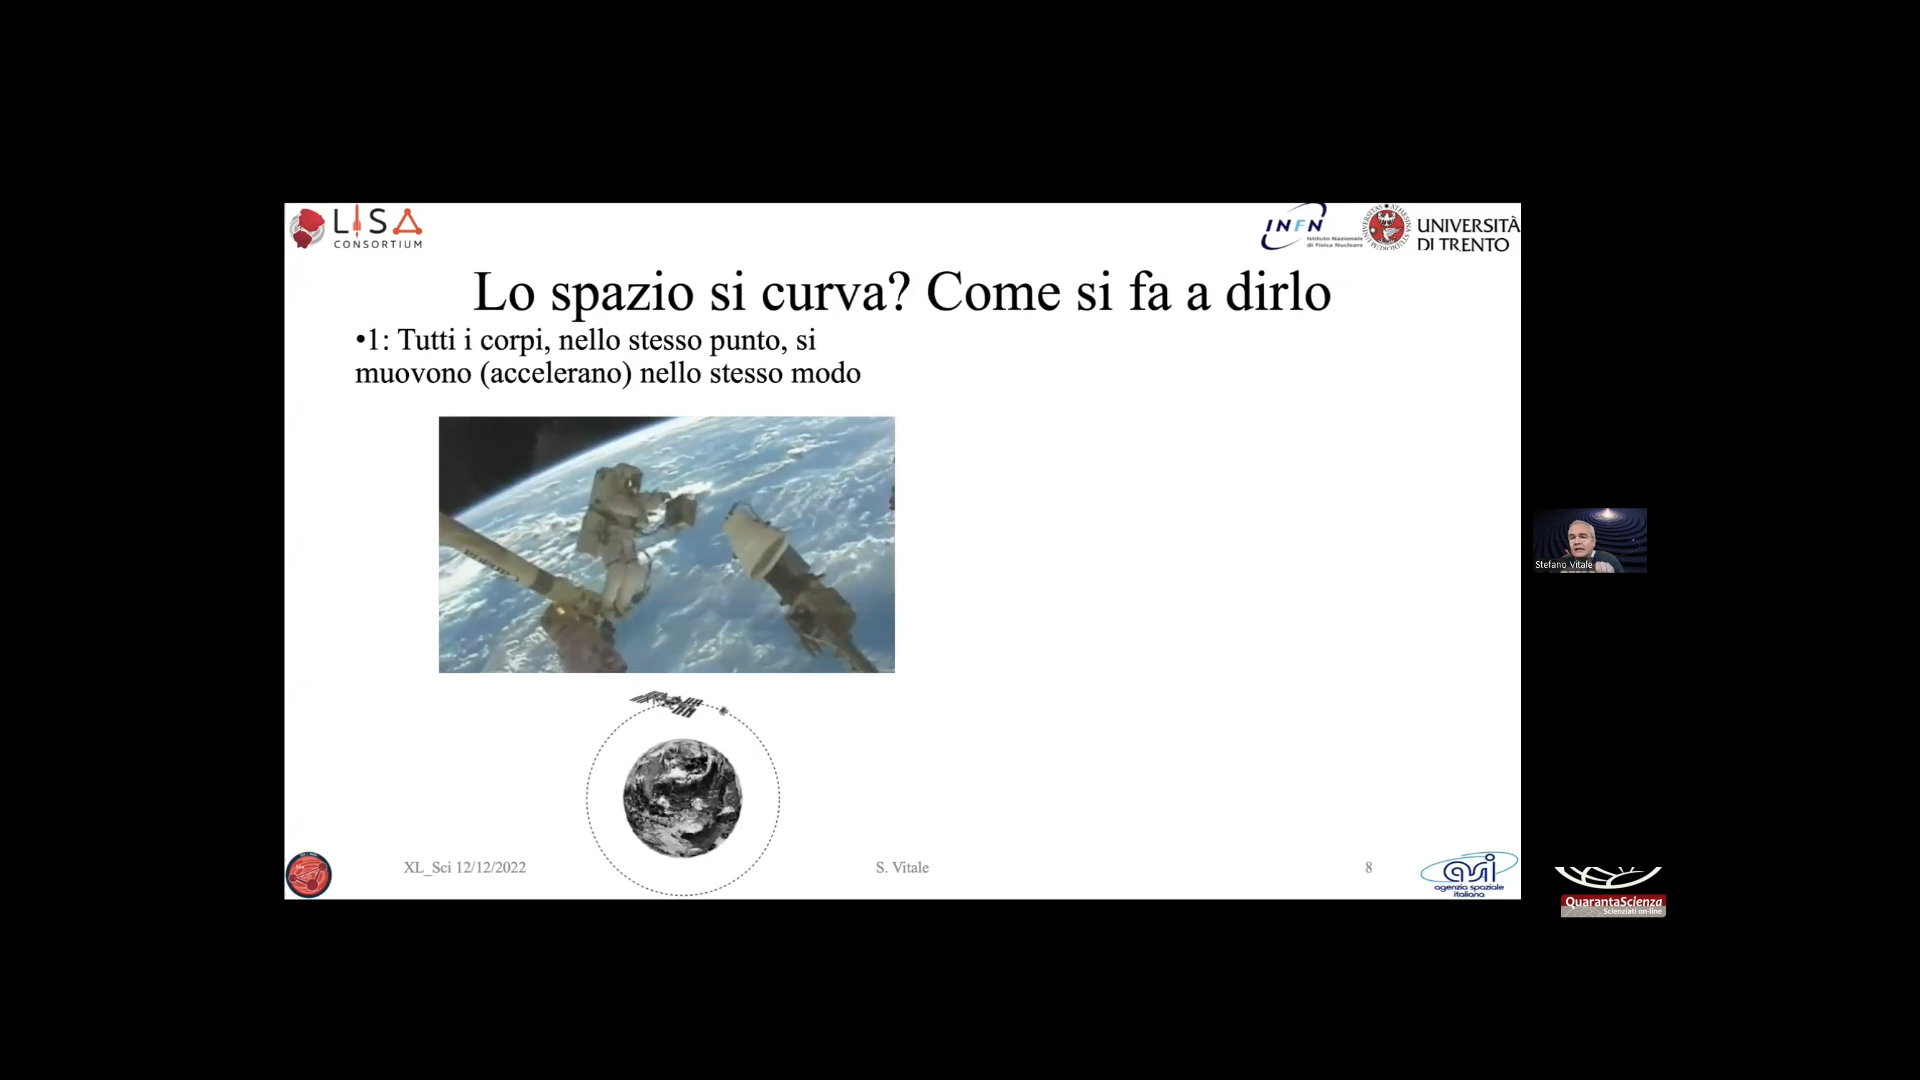 LISA
CONSORTIUM
INFN
Istituto Nazionale
di Fisica Nucleare
UNIVERSITÀ
DI TRENTO
Lo spazio si curva? Come si fa a dirlo
•1: Tutti i corpi, nello stesso punto, si
muovono (accelerano) nello stesso modo
Stefano Vitale
XL_Sci 12/12/2022
S. Vitale
8
asi
agenzia spaziale
italiana
QuarantaScienza
Scienziati on-line